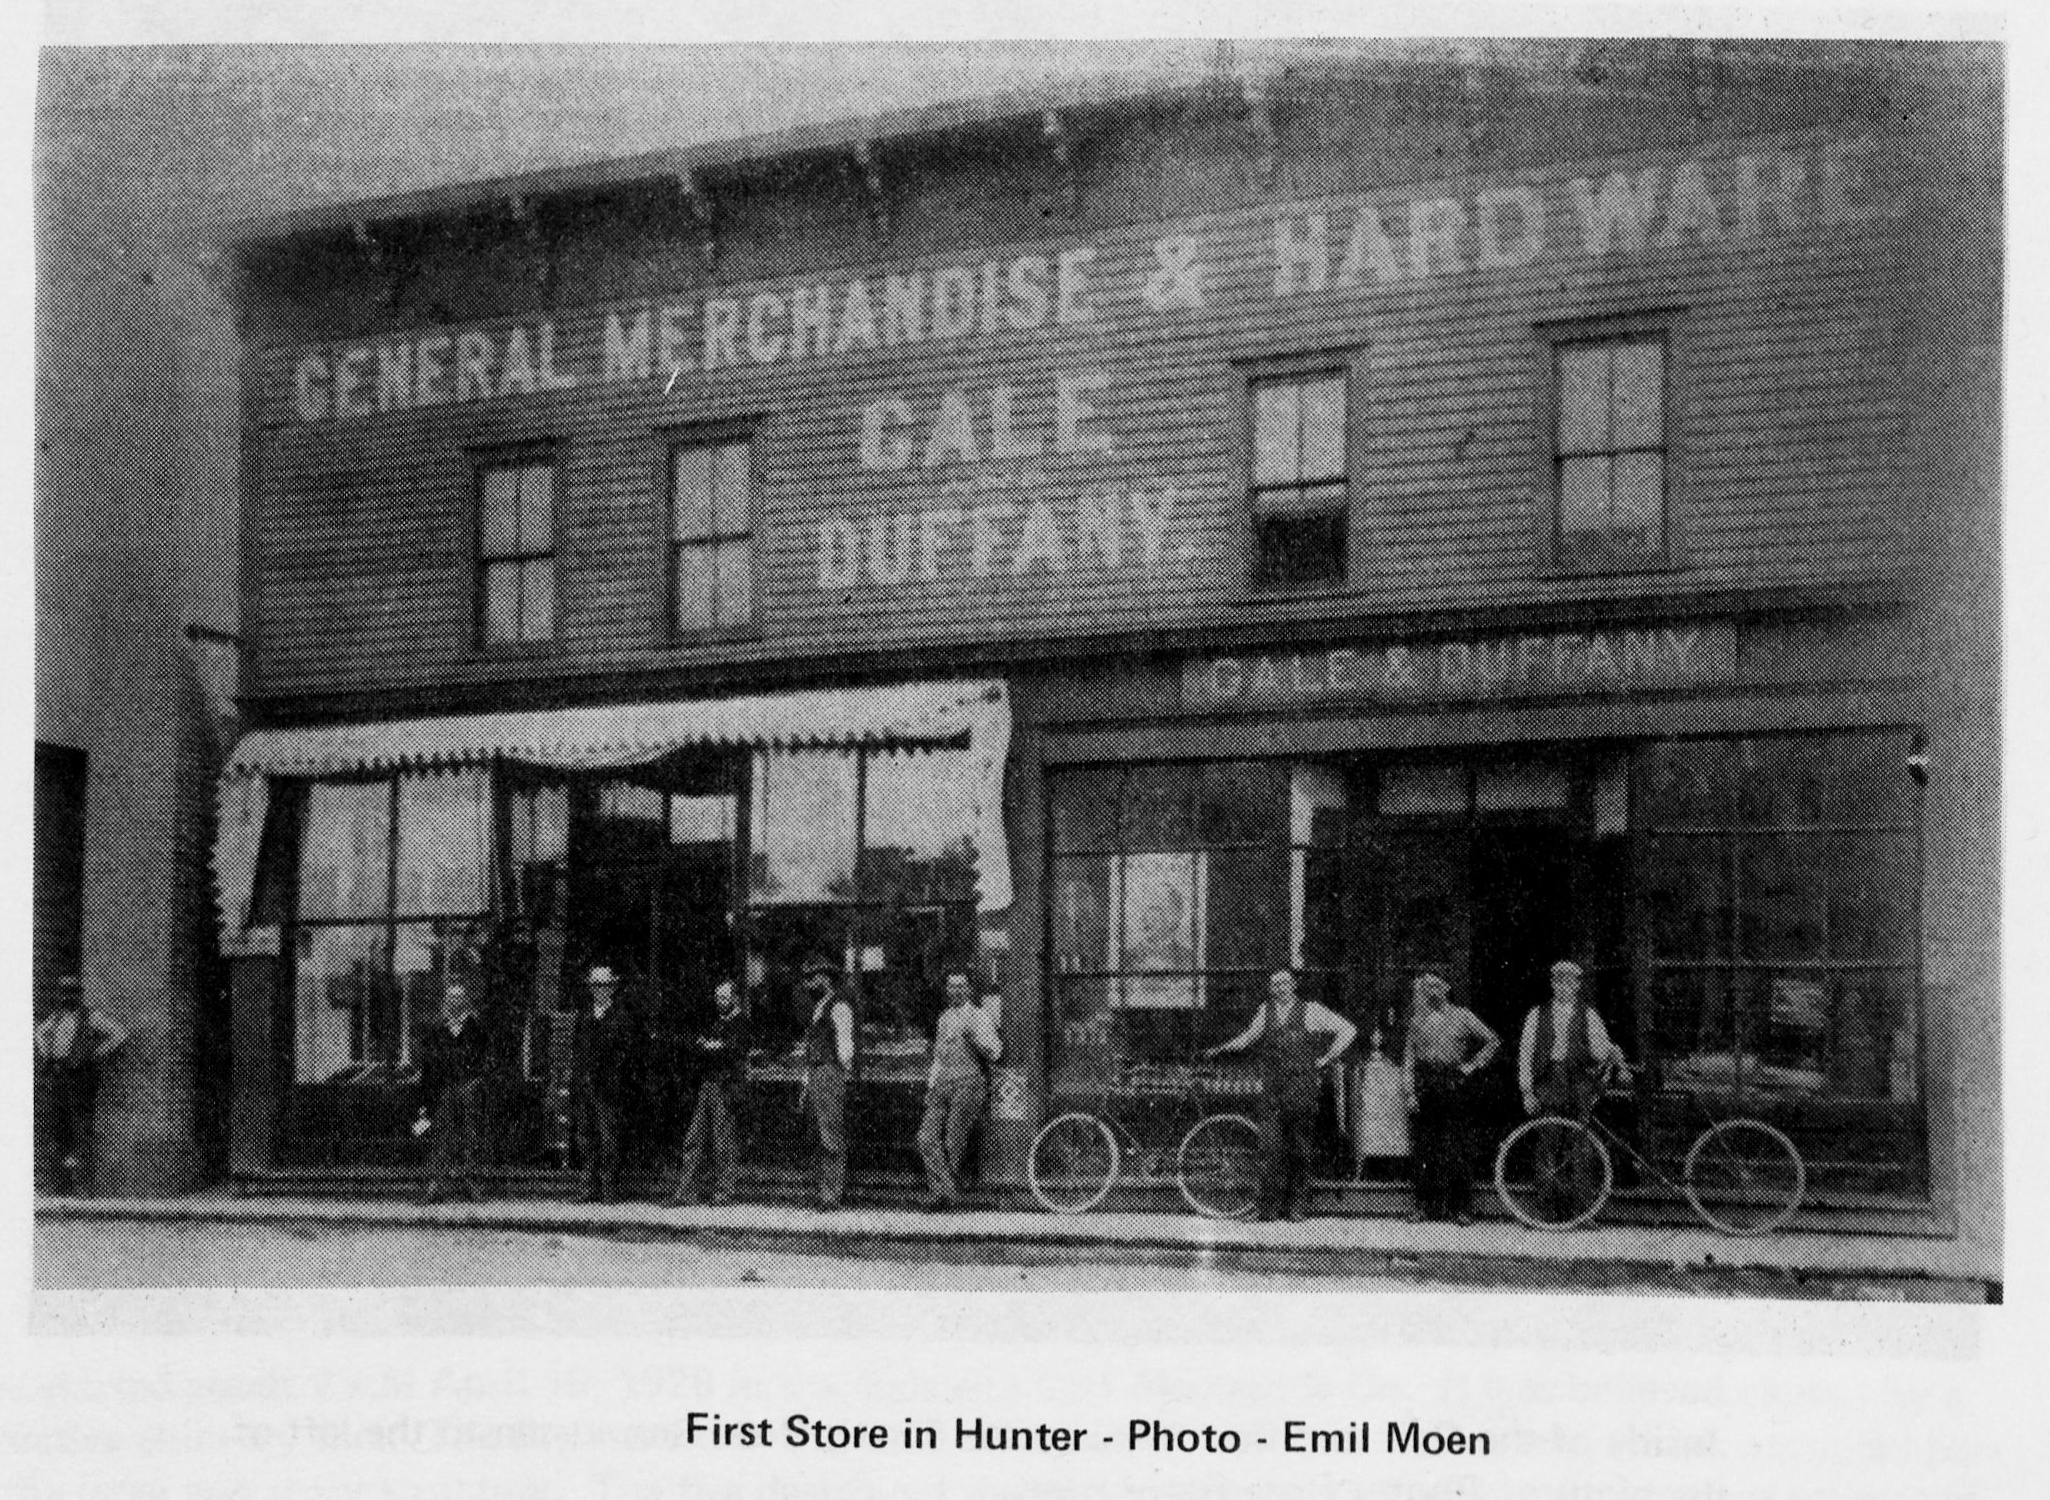 GENERAL MERCHANDISE & HARDWARE
GALE
DUFFANY.
GALE & DUFFANY
&
First Store in Hunter - Photo - Emil Moen